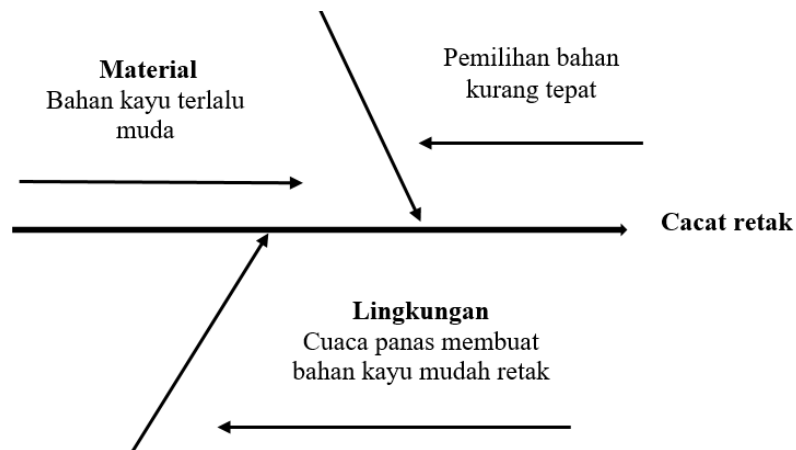 Material
Bahan kayu terlalu
muda
Pemilihan bahan
kurang tepat
Cacat retak
Lingkungan
Cuaca panas membuat
bahan kayu mudah retak